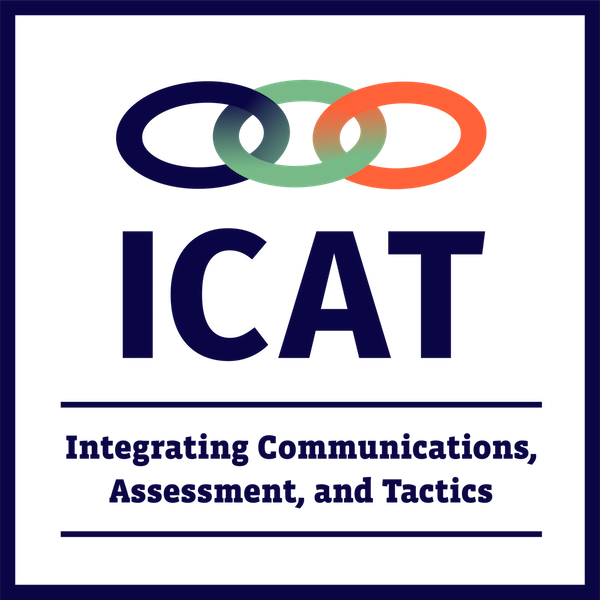 ICAT
Integrating Communications,
Assessment, and Tactics